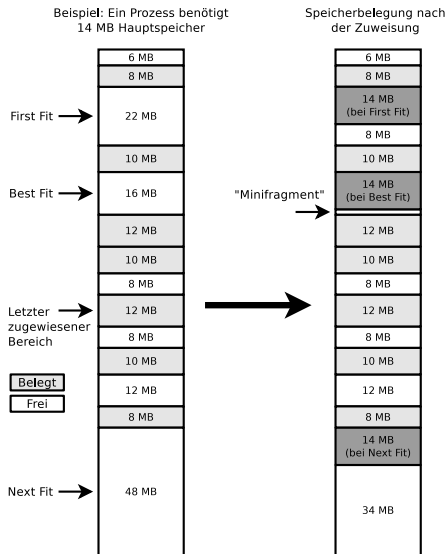 Beispiel: Ein Prozess benötigt
14 MB Hauptspeicher
Speicherbelegung nach
der Zuweisung
6 MB
8 MB
First Fit
22 MB
10 MB
Best Fit
16 MB
12 MB
10 MB
8 MB
Letzter
zugewiesener
Bereich
12 MB
8 MB
10 MB
Belegt
Frei
12 MB
8 MB
Next Fit
48 MB
6 MB
8 MB
14 MB
(bei First Fit)
8 MB
10 MB
14 MB
(bei Best Fit)
"Minifragment"
12 MB
10 MB
8 MB
12 MB
8 MB
10 MB
12 MB
8 MB
14 MB
(bei Next Fit)
34 MB